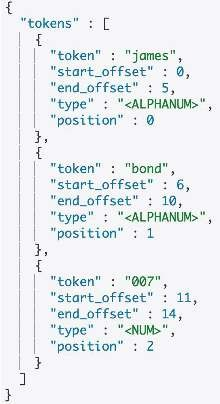 {
  "tokens" : [
    {
      "token" : "james",
      "start_offset" : 0,
      "end_offset" : 5,
      "type" : "<ALPHANUM>",
      "position" : 0
    },
    {
      "token" : "bond",
      "start_offset" : 6,
      "end_offset" : 10,
      "type" : "<ALPHANUM>",
      "position" : 1
    },
    {
      "token" : "007",
      "start_offset" : 11,
      "end_offset" : 14,
      "type" : "<NUM>",
      "position" : 2
    }
  ]
}